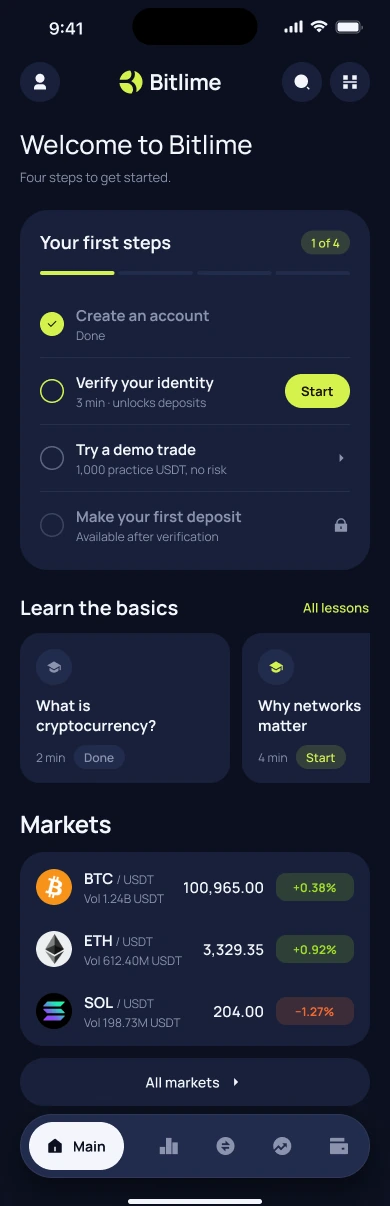 9:41
Bitlime
Welcome to Bitlime
Four steps to get started.
Your first steps
1 of 4
Create an account
Done
Verify your identity
3 min · unlocks deposits
Start
Try a demo trade
1,000 practice USDT, no risk
Make your first deposit
Available after verification
Learn the basics
All lessons
What is
cryptocurrency?
2 min
Done
Why networks
matter
4 min
Start
Markets
BTC / USDT
Vol 1.24B USDT
100,965.00
+0.38%
ETH / USDT
Vol 612.40M USDT
3,329.35
+0.92%
SOL / USDT
Vol 198.73M USDT
204.00
−1.27%
All markets
Main